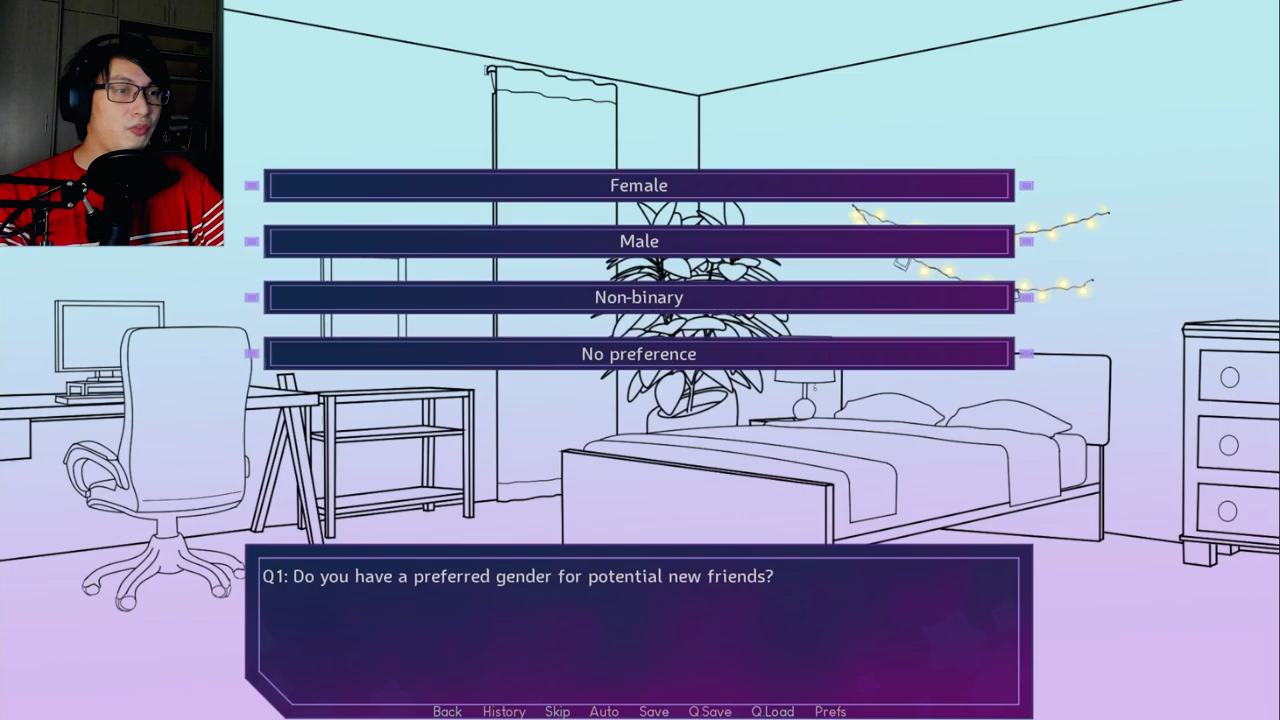 Female
Male
Non-binary
No preference
Q1: Do you have a preferred gender for potential new friends?
Back History Skip Auto Save Q.Save Q.Load Prefs